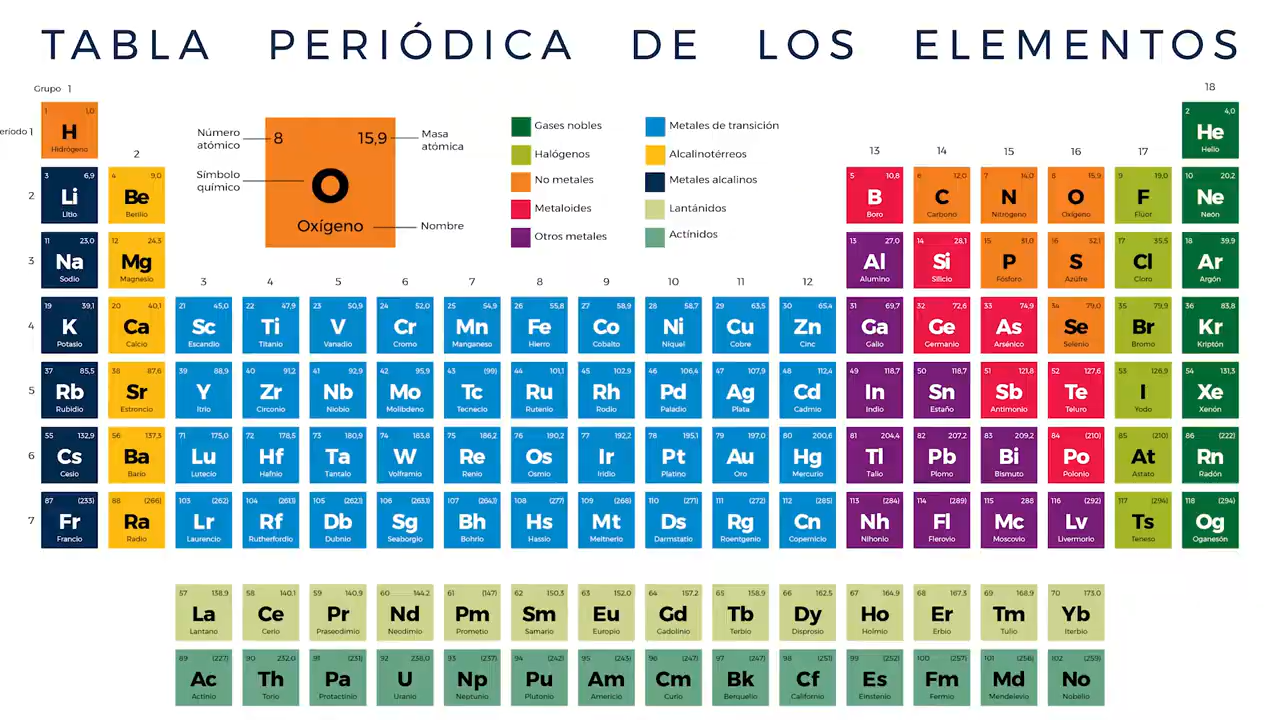 TABLA PERIÓDICA DE LOS ELEMENTOS
Grupo 1
18
1 1,0
H
Hidrógeno
2 4,0
He
Helio
eríodo 1
Número atómico
8 15,9
Masa atómica
Símbolo químico
O
Oxígeno
Nombre
Gases nobles
Halógenos
No metales
Metaloides
Otros metales
Metales de transición
Alcalinotérreos
Metales alcalinos
Lantánidos
Actínidos
2 13 14 15 16 17
2
3 6,9 4 9,0 5 10,8 6 12,0 7 14,0 8 15,9 9 19,0 10 20,2
Li Be B C N O F Ne
Litio Berilio Boro Carbono Nitrógeno Oxígeno Flúor Neón
3
11 23,0 12 24,3 13 27,0 14 28,1 15 31,0 16 32,1 17 35,5 18 39,9
Na Mg Al Si P S Cl Ar
Sodio Magnesio Alumino Silicio Fósforo Azúfre Cloro Argón
3 4 5 6 7 8 9 10 11 12
4
19 39,1 20 40,1 21 45,0 22 47,9 23 50,9 24 52,0 25 54,9 26 55,8 27 58,9 28 58,7 29 63,5 30 65,4 31 69,7 32 72,6 33 74,9 34 79,0 35 79,9 36 83,8
K Ca Sc Ti V Cr Mn Fe Co Ni Cu Zn Ga Ge As Se Br Kr
Potasio Calcio Escandio Titanio Vanadio Cromo Manganeso Hierro Cobalto Níquel Cobre Cinc Galio Germanio Arsénico Selenio Bromo Kriptón
5
37 85,5 38 87,6 39 88,9 40 91,2 41 92,9 42 95,9 43 (99) 44 101,1 45 102,9 46 106,4 47 107,9 48 112,4 49 118,7 50 118,7 51 121,8 52 127,6 53 126,9 54 131,3
Rb Sr Y Zr Nb Mo Tc Ru Rh Pd Ag Cd In Sn Sb Te I Xe
Rubidio Estroncio Itrio Circonio Niobio Molibdeno Tecnecio Rutenio Rodio Paladio Plata Cadmio Indio Estaño Antimonio Teluro Yodo Xenón
6
55 132,9 56 137,3 71 175,0 72 178,5 73 180,9 74 183,8 75 186,2 76 190,2 77 192,2 78 195,1 79 197,0 80 200,6 81 204,4 82 207,2 83 209,2 84 (210) 85 (210) 86 (222)
Cs Ba Lu Hf Ta W Re Os Ir Pt Au Hg Tl Pb Bi Po At Rn
Cesio Bario Lutecio Hafnio Tantalo Wolframio Renio Osmio Iridio Platino Oro Mercurio Talio Plomo Bismuto Polonio Astato Radón
7
87 (233) 88 (266) 103 (262) 104 (261,1) 105 (262,1) 106 (263,1) 107 (264,1) 108 (277) 109 (268) 110 (271) 111 (272) 112 (285) 113 (284) 114 (289) 115 288 116 (292) 117 (294) 118 (294)
Fr Ra Lr Rf Db Sg Bh Hs Mt Ds Rg Cn Nh Fl Mc Lv Ts Og
Francio Radio Laurencio Rutherfordio Dubnio Seaborgio Bohrio Hassio Meitnerio Darmstatio Roentgenio Copernicio Nihonio Flerovio Moscovio Livermorio Teneso Oganesón
57 138,9 58 140,1 59 140,9 60 144,2 61 (147) 62 150,3 63 152,0 64 157,2 65 158,9 66 162,5 67 164,9 68 167,3 69 168,9 70 173,0
La Ce Pr Nd Pm Sm Eu Gd Tb Dy Ho Er Tm Yb
Lantano Cerio Praseodimio Neodimio Prometio Samario Europio Gadolinio Terbio Disprosio Holmio Erbio Tulio Iterbio
89 (227) 90 232,0 91 (231) 92 238,0 93 (237) 94 (242) 95 (243) 96 (247) 97 (247) 98 (251) 99 (252) 100 (257) 101 (256) 102 (259)
Ac Th Pa U Np Pu Am Cm Bk Cf Es Fm Md No
Actinio Torio Protactinio Uranio Neptunio Plutonio Americio Curio Berquelio Californio Einstenio Fermio Mendelevio Nobelio